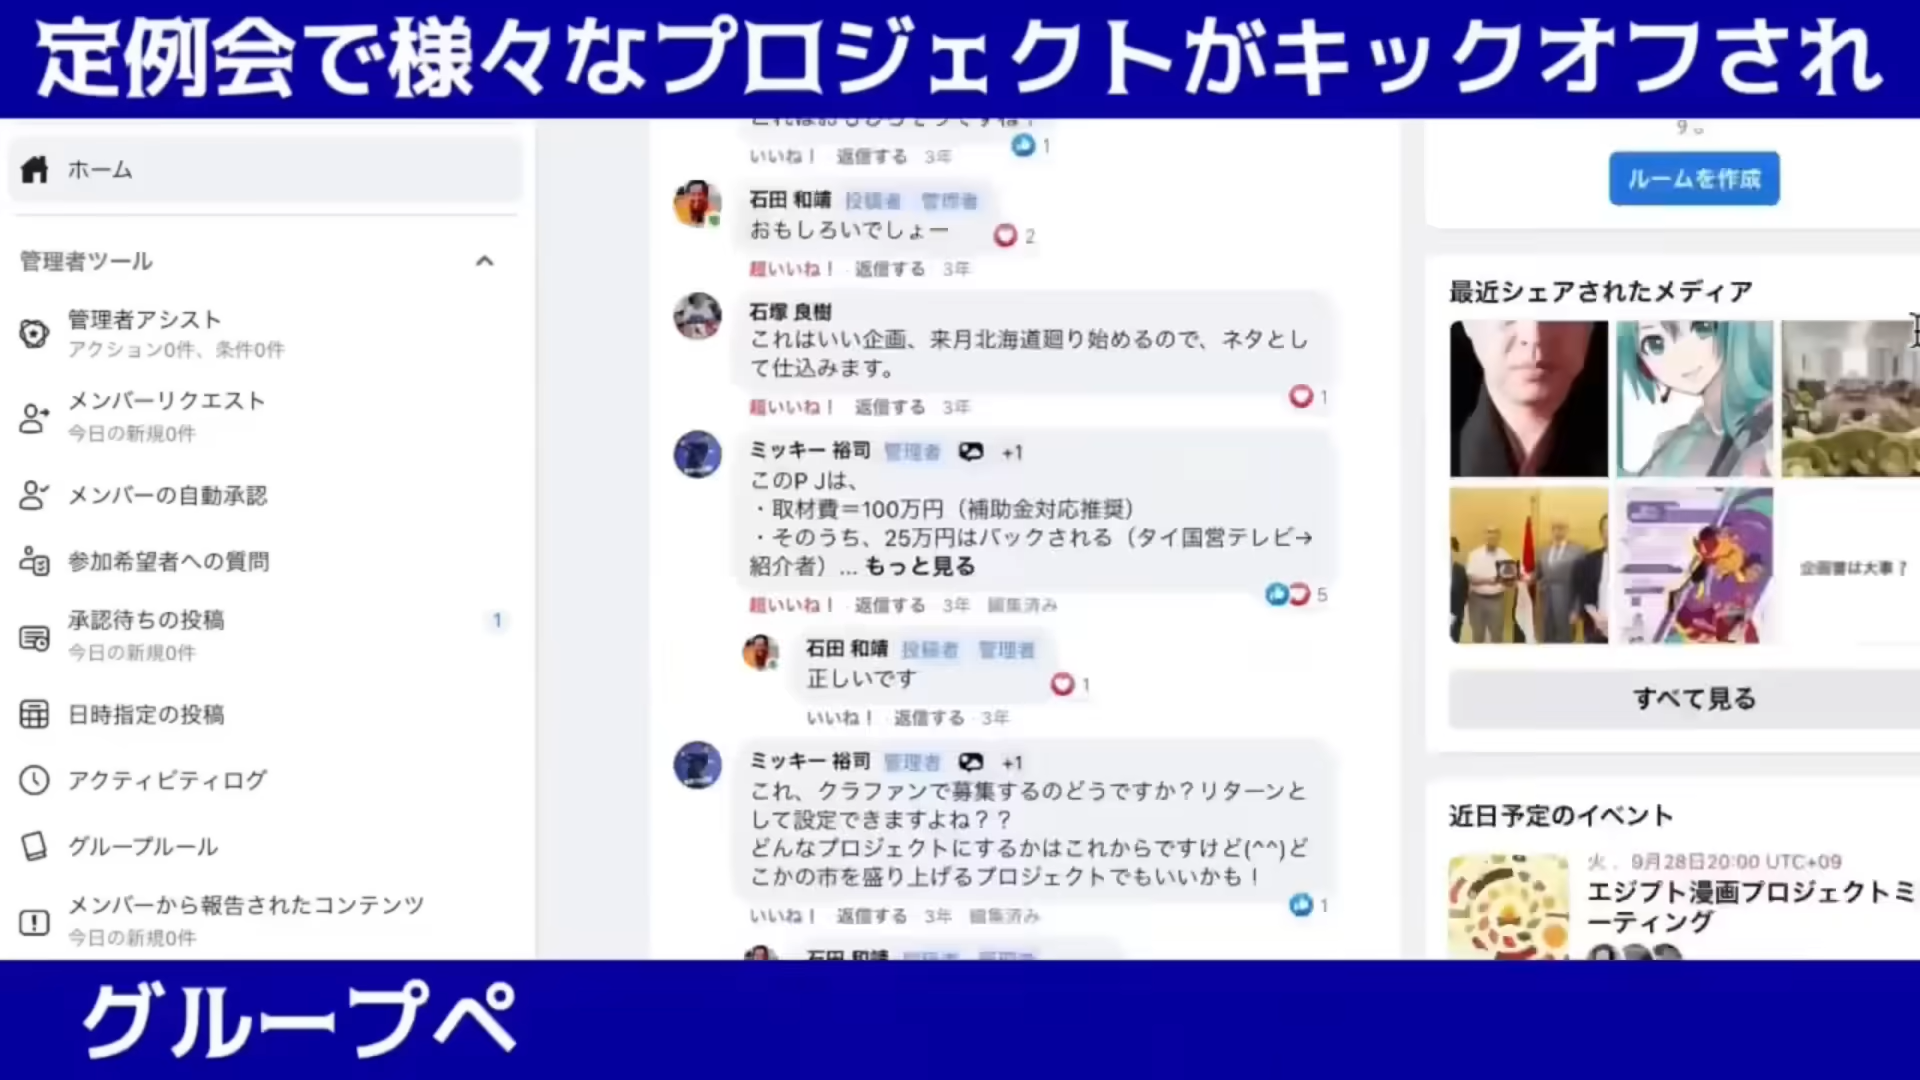 定例会で様々なプロジェクトがキックオフされ
ホーム
管理者ツール
管理者アシスト
アクション0件、条件0件
メンバーリクエスト
今日の新規0件
メンバーの自動承認
参加希望者への質問
承認待ちの投稿
1
今日の新規0件
日時指定の投稿
アクティビティログ
グループルール
メンバーから報告されたコンテンツ
今日の新規0件
いいね! 返信する 3年
1
石田 和靖 投稿者 管理者
おもしろいでしょー
2
超いいね! 返信する 3年
石塚 良樹
これはいい企画、来月北海道廻り始めるので、ネタとし
て仕込みます。
1
超いいね! 返信する 3年
ミッキー 裕司 管理者 +1
このPJは、
・取材費=100万円(補助金対応推奨)
・そのうち、25万円はバックされる(タイ国営テレビ→
紹介者)... もっと見る
5
超いいね! 返信する 3年 編集済み
石田 和靖 投稿者 管理者
正しいです
1
いいね! 返信する 3年
ミッキー 裕司 管理者 +1
これ、クラファンで募集するのどうですか?リターンと
して設定できますよね??
どんなプロジェクトにするかはこれからですけど(^^)ど
こかの市を盛り上げるプロジェクトでもいいかも!
1
いいね! 返信する 3年 編集済み
ルームを作成
最近シェアされたメディア
企画書は大事?
すべて見る
近日予定のイベント
火、9月28日20:00 UTC+09
エジプト漫画プロジェクトミ
ーティング
グループペ